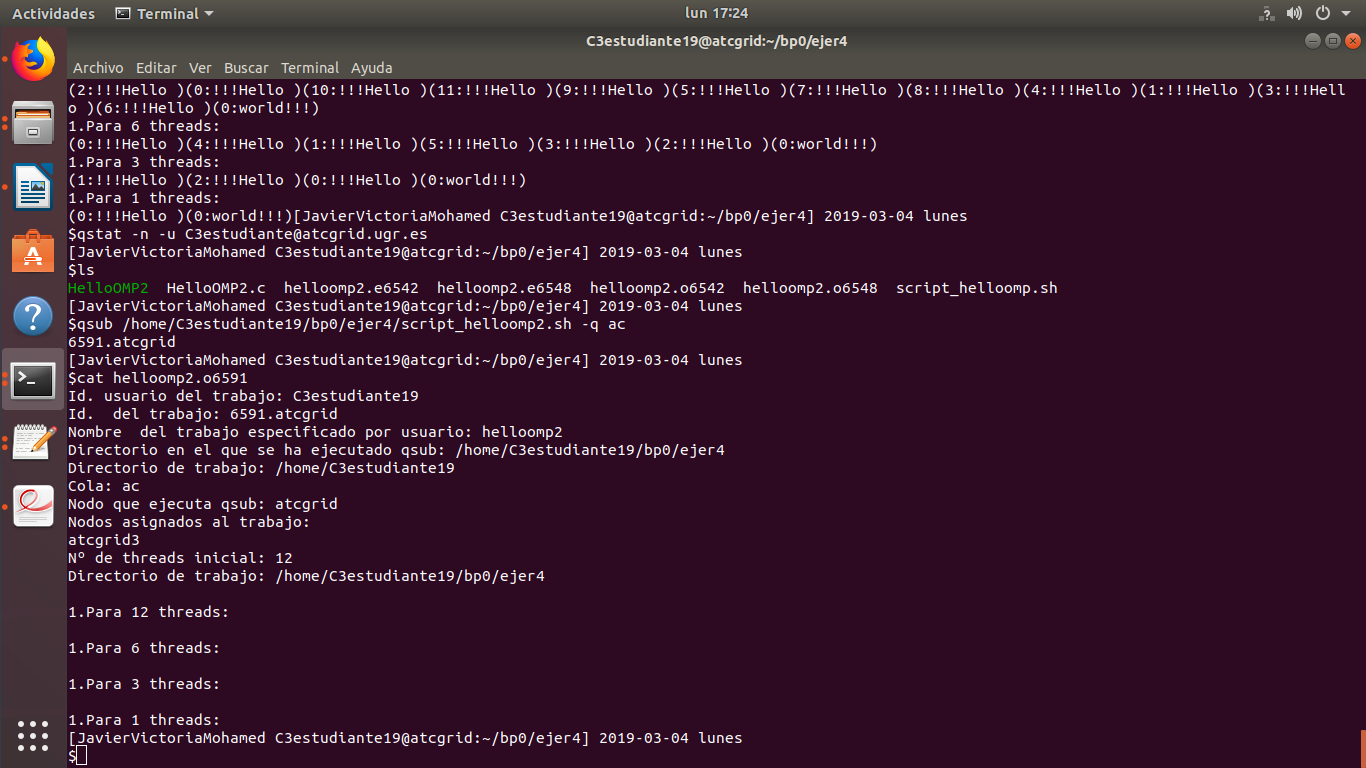 Actividades Terminal lun 17:24
C3estudiante19@atcgrid:~/bp0/ejer4
Archivo Editar Ver Buscar Terminal Ayuda
(2:!!!Hello )(0:!!!Hello )(10:!!!Hello )(11:!!!Hello )(9:!!!Hello )(5:!!!Hello )(7:!!!Hello )(8:!!!Hello )(4:!!!Hello )(1:!!!Hello )(3:!!!Hell
o )(6:!!!Hello )(0:world!!!)
1.Para 6 threads:
(0:!!!Hello )(4:!!!Hello )(1:!!!Hello )(5:!!!Hello )(3:!!!Hello )(2:!!!Hello )(0:world!!!)
1.Para 3 threads:
(1:!!!Hello )(2:!!!Hello )(0:!!!Hello )(0:world!!!)
1.Para 1 threads:
(0:!!!Hello )(0:world!!!)[JavierVictoriaMohamed C3estudiante19@atcgrid:~/bp0/ejer4] 2019-03-04 lunes
$qstat -n -u C3estudiante@atcgrid.ugr.es
[JavierVictoriaMohamed C3estudiante19@atcgrid:~/bp0/ejer4] 2019-03-04 lunes
$ls
HelloOMP2  HelloOMP2.c  helloomp2.e6542  helloomp2.e6548  helloomp2.o6542  helloomp2.o6548  script_helloomp.sh
[JavierVictoriaMohamed C3estudiante19@atcgrid:~/bp0/ejer4] 2019-03-04 lunes
$qsub /home/C3estudiante19/bp0/ejer4/script_helloomp2.sh -q ac
6591.atcgrid
[JavierVictoriaMohamed C3estudiante19@atcgrid:~/bp0/ejer4] 2019-03-04 lunes
$cat helloomp2.o6591
Id. usuario del trabajo: C3estudiante19
Id.  del trabajo: 6591.atcgrid
Nombre  del trabajo especificado por usuario: helloomp2
Directorio en el que se ha ejecutado qsub: /home/C3estudiante19/bp0/ejer4
Directorio de trabajo: /home/C3estudiante19
Cola: ac
Nodo que ejecuta qsub: atcgrid
Nodos asignados al trabajo:
atcgrid3
Nº de threads inicial: 12
Directorio de trabajo: /home/C3estudiante19/bp0/ejer4
1.Para 12 threads:
1.Para 6 threads:
1.Para 3 threads:
1.Para 1 threads:
[JavierVictoriaMohamed C3estudiante19@atcgrid:~/bp0/ejer4] 2019-03-04 lunes
$